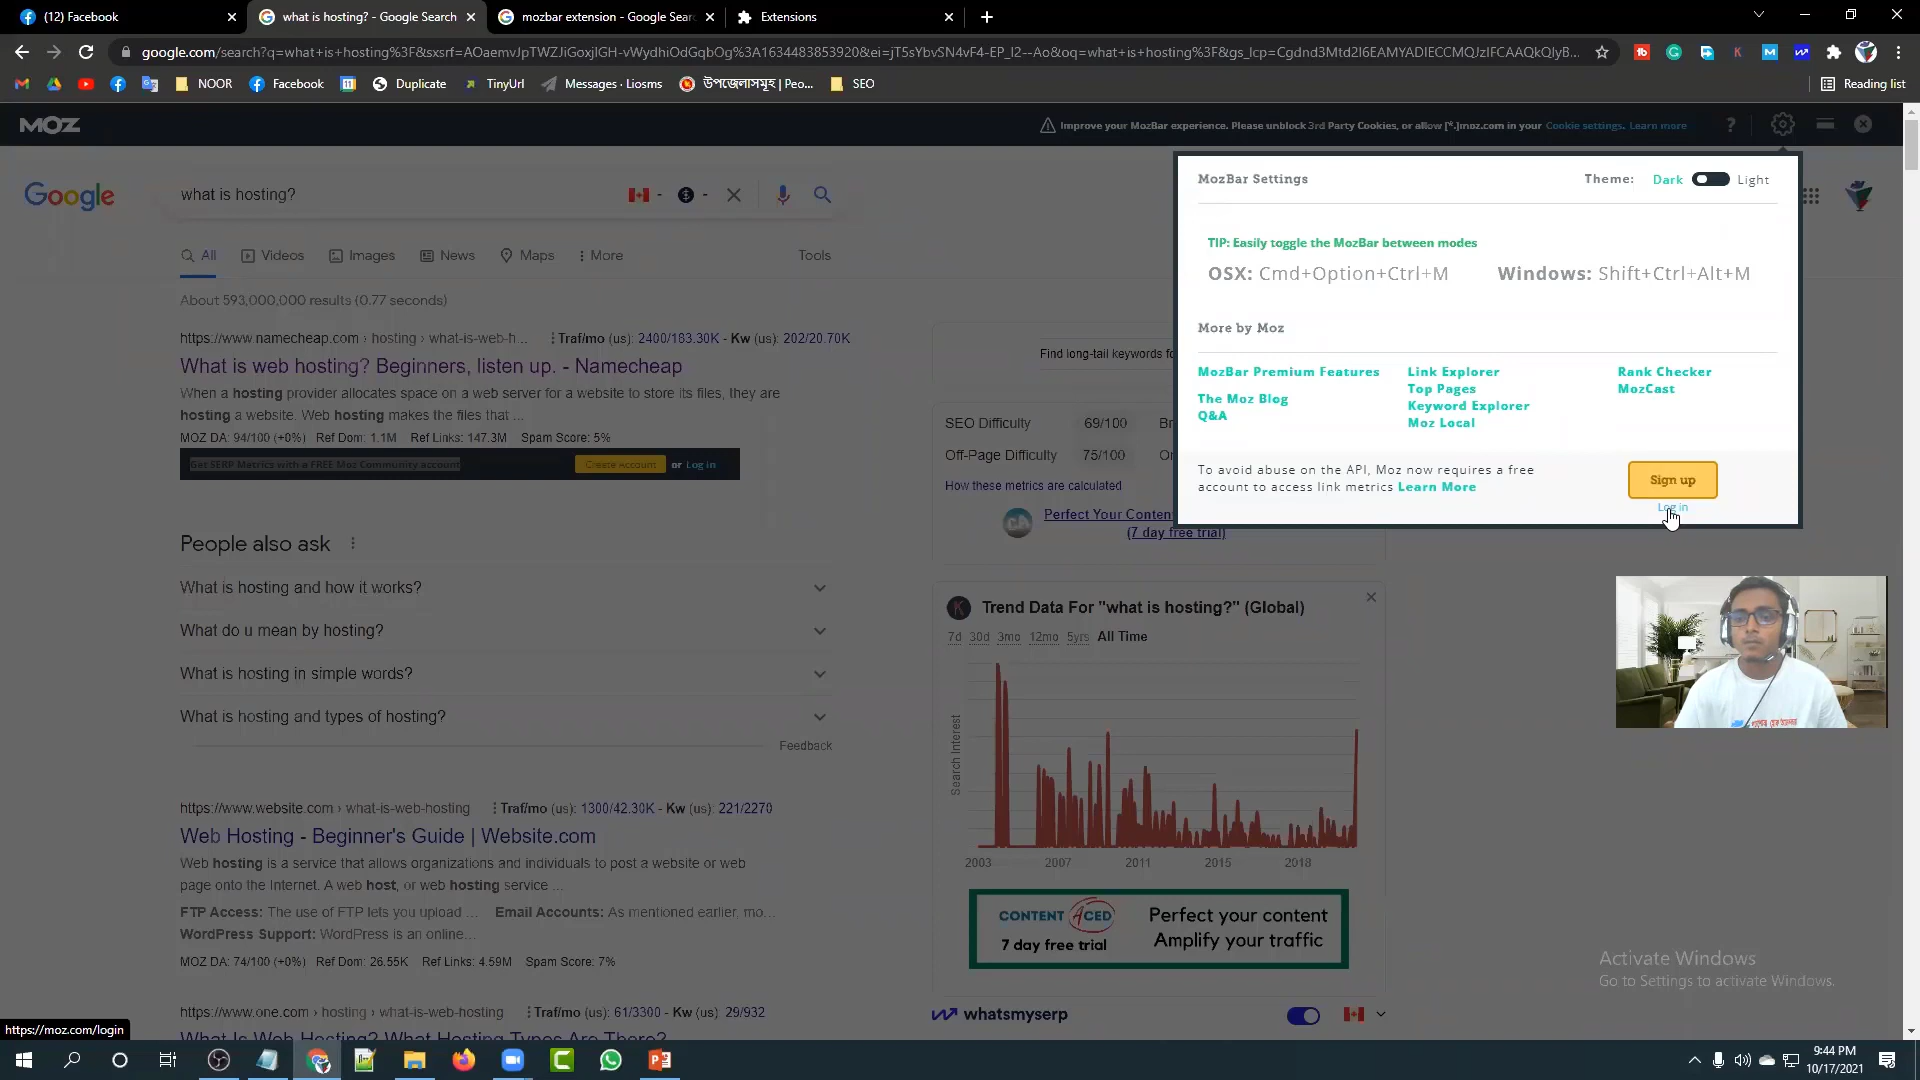 (12) Facebook
what is hosting? - Google Search
mozbar extension - Google Sear
Extensions
google.com/search?q=what+is+hosting%3F&sxsrf=AOaemvJpTWZJiGoxjlGH-vWydhiOdGqbOg%3A1634483853920&ei=jT5sYbvSN4vF4-EP_I2--Ao&oq=what+is+hosting%3F&gs_lcp=Cgdnd3Mtd2l6EAMYADIECCMQJzIFCAAQkQIyB...
NOOR
Facebook
Duplicate
TinyUrl
Messages · Liosms
উপজেলাসমূহ | Peo...
SEO
Reading list
MOZ
Improve your MozBar experience. Please unblock 3rd Party Cookies, or allow [*.]moz.com in your Cookie settings. Learn more
Google
what is hosting?
All
Videos
Images
News
Maps
More
Tools
About 593,000,000 results (0.77 seconds)
https://www.namecheap.com › hosting › what-is-web-h...
Traf/mo (us): 2400/183.30K - Kw (us): 202/20.70K
What is web hosting? Beginners, listen up. - Namecheap
When a hosting provider allocates space on a web server for a website to store its files, they are
hosting a website. Web hosting makes the files that ...
MOZ DA: 94/100 (+0%) Ref Dom: 1.1M Ref Links: 147.3M Spam Score: 5%
Get SERP Metrics with a FREE Moz Community account
Create Account or Log in
People also ask
What is hosting and how it works?
What do u mean by hosting?
What is hosting in simple words?
What is hosting and types of hosting?
Feedback
https://www.website.com › what-is-web-hosting
Traf/mo (us): 1300/42.30K - Kw (us): 221/2270
Web Hosting - Beginner's Guide | Website.com
Web hosting is a service that allows organizations and individuals to post a website or web
page onto the Internet. A web host, or web hosting service ...
FTP Access: The use of FTP lets you upload ...
Email Accounts: As mentioned earlier, mo...
WordPress Support: WordPress is an online...
MOZ DA: 74/100 (+0%) Ref Dom: 26.55K Ref Links: 4.59M Spam Score: 7%
https://www.one.com › hosting › what-is-web-hosting
Traf/mo (us): 61/3300 - Kw (us): 29/932
What Is Web Hosting? What Hosting Types Are There?
https://moz.com/login
Find long-tail keywords fo
SEO Difficulty 69/100 Br
Off-Page Difficulty 75/100 O
How these metrics are calculated
Perfect Your Conten
(7 day free trial)
Trend Data For "what is hosting?" (Global)
7d 30d 3mo 12mo 5yrs All Time
Search Interest
2003 2007 2011 2015 2018
CONTENT ACED
7 day free trial
Perfect your content
Amplify your traffic
whatsmyserp
MozBar Settings
Theme: Dark Light
TIP: Easily toggle the MozBar between modes
OSX: Cmd+Option+Ctrl+M
Windows: Shift+Ctrl+Alt+M
More by Moz
MozBar Premium Features
The Moz Blog
Q&A
Link Explorer
Top Pages
Keyword Explorer
Moz Local
Rank Checker
MozCast
To avoid abuse on the API, Moz now requires a free
account to access link metrics Learn More
Sign up
Log in
Activate Windows
Go to Settings to activate Windows.
9:44 PM
10/17/2021